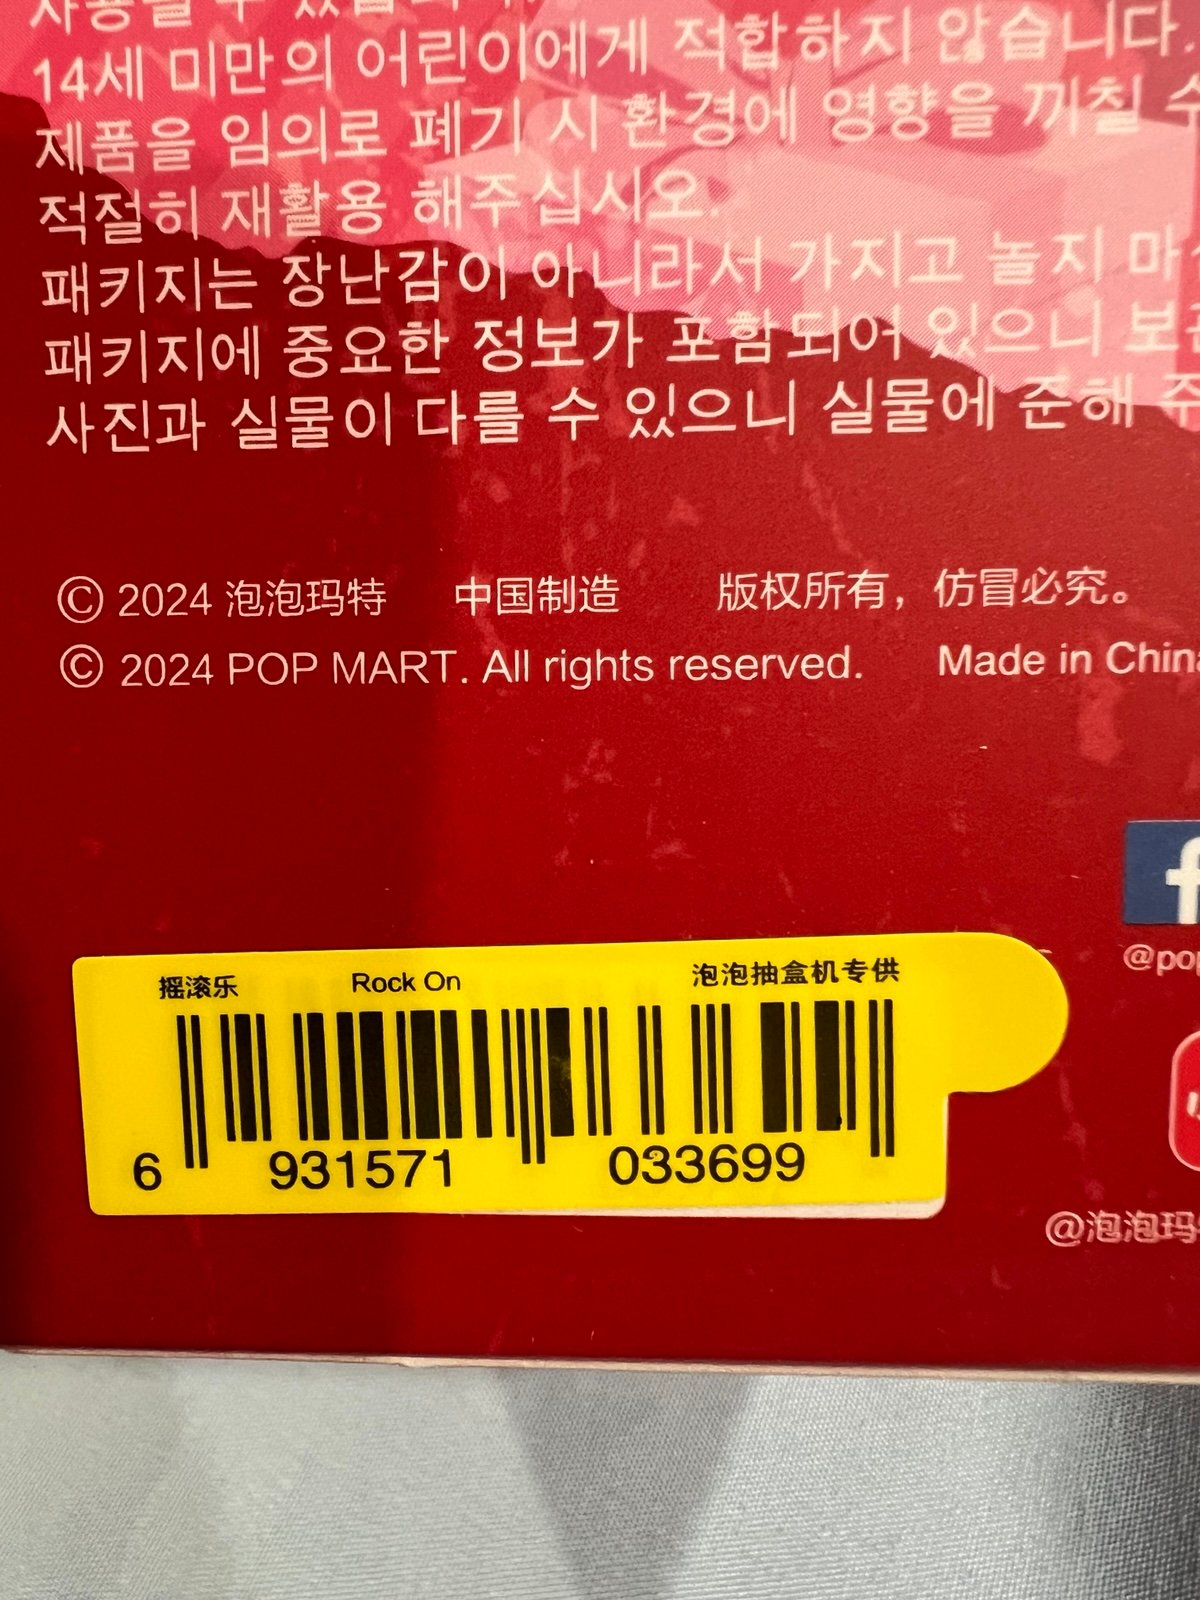 14세 미만의 어린이에게 적합하지 않습니다.
제품을 임의로 폐기 시 환경에 영향을 끼칠 수
적절히 재활용 해주십시오.
패키지는 장난감이 아니라서 가지고 놀지
패키지에 중요한 정보가 포함되어 있으니
사진과 실물이 다를 수 있으니 실물에 준해
© 2024 泡泡玛特 中国制造 版权所有，仿冒必究。
© 2024 POP MART. All rights reserved. Made in China
f
@pop
摇滚乐 Rock On 泡泡抽盒机专供
6 931571 033699
@泡泡玛